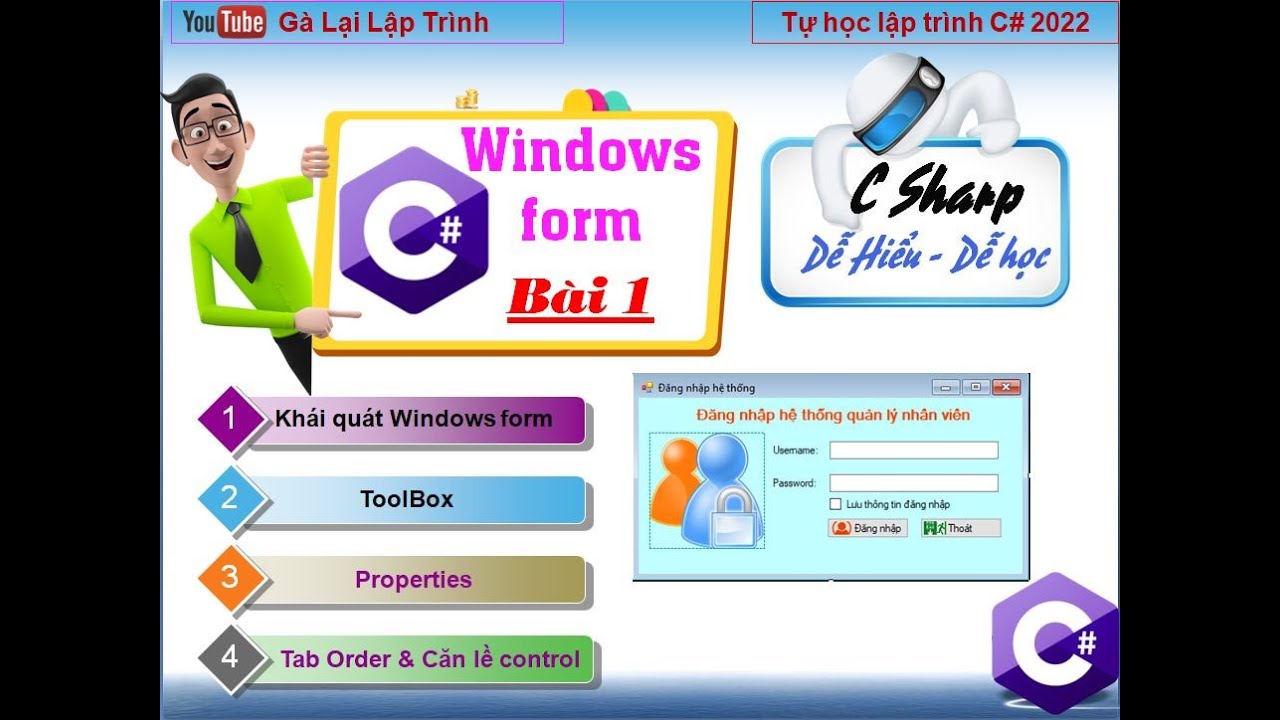 YouTube Gà Lại Lập Trình
Tự học lập trình C# 2022
C#
Windows
form
Bài 1
C Sharp
Dễ Hiểu - Dễ học
1 Khái quát Windows form
2 ToolBox
3 Properties
4 Tab Order & Căn lề control
Đăng nhập hệ thống
Đăng nhập hệ thống quản lý nhân viên
Username:
Password:
Lưu thông tin đăng nhập
Đăng nhập Thoát
C#